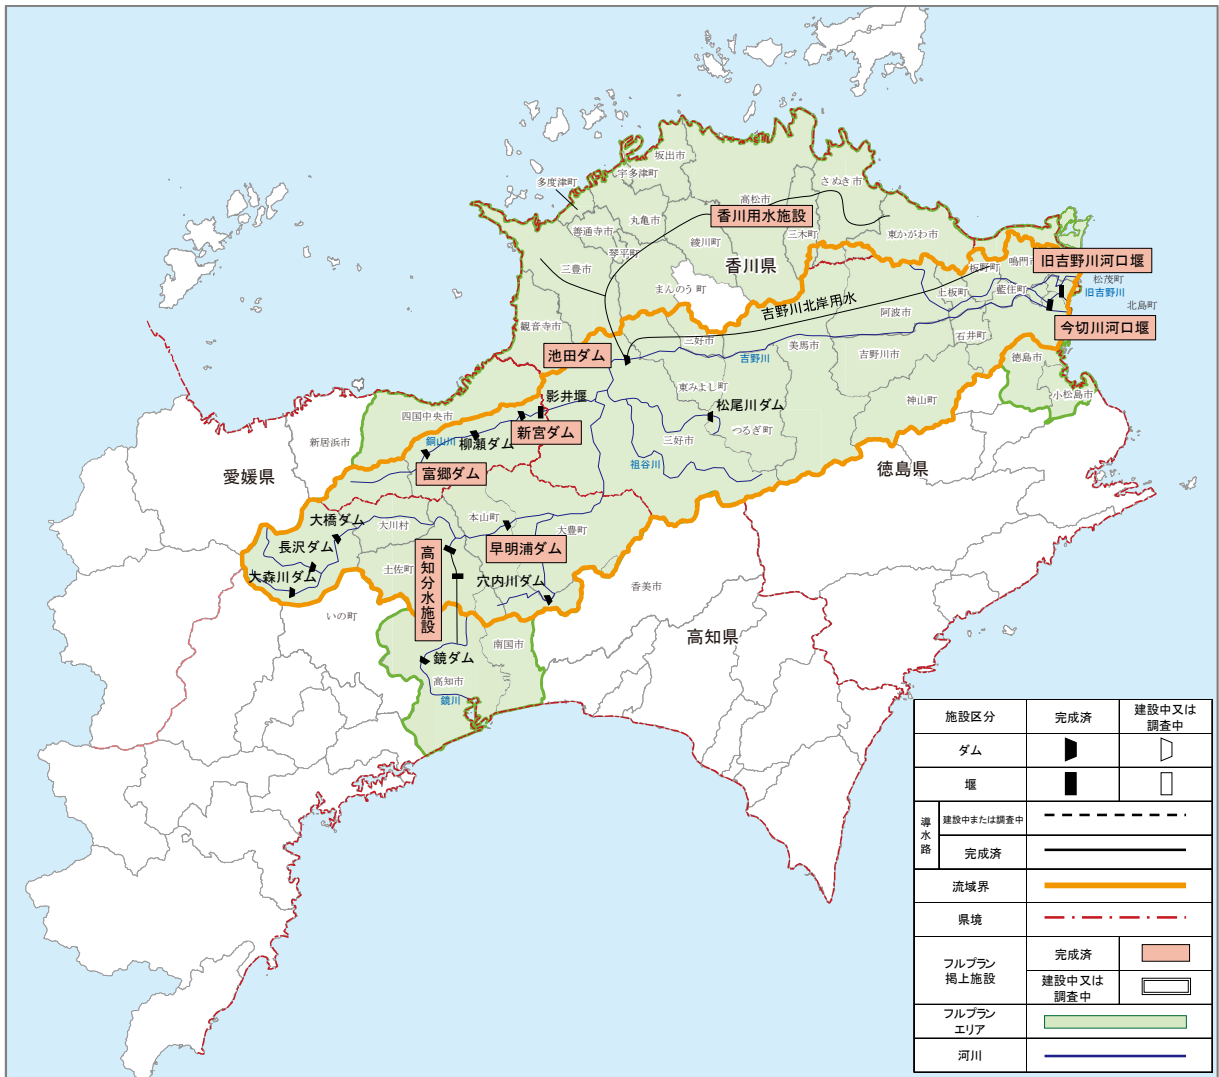 坂出市
宇多津町
多度津町
さぬき市
高松市
丸亀市
香川用水施設
善通寺市
三木町
東かがわ市
琴平町
綾川町
三豊市
香川県
まんのう町
板野町
鳴門市
旧吉野川河口堰
松茂町
上板町
藍住町
旧吉野川
北島町
吉野川北岸用水
阿波市
観音寺市
今切川河口堰
三好市
美馬市
石井町
池田ダム
吉野川
吉野川市
徳島市
東みよし町
小松島市
影井堰
松尾川ダム
神山町
四国中央市
新宮ダム
つるぎ町
新居浜市
銅山川
柳瀬ダム
三好市
祖谷川
徳島県
愛媛県
富郷ダム
大橋ダム
大川村
本山町
大豊町
長沢ダム
早明浦ダム
高知分水施設
大森川ダム
土佐町
穴内川ダム
香美市
いの町
高知県
南国市
鏡ダム
高知市
鏡川
施設区分
完成済
建設中又は
調査中
ダム
堰
導水路
建設中または調査中
完成済
流域界
県境
フルプラン
掲上施設
完成済
建設中又は
調査中
フルプラン
エリア
河川